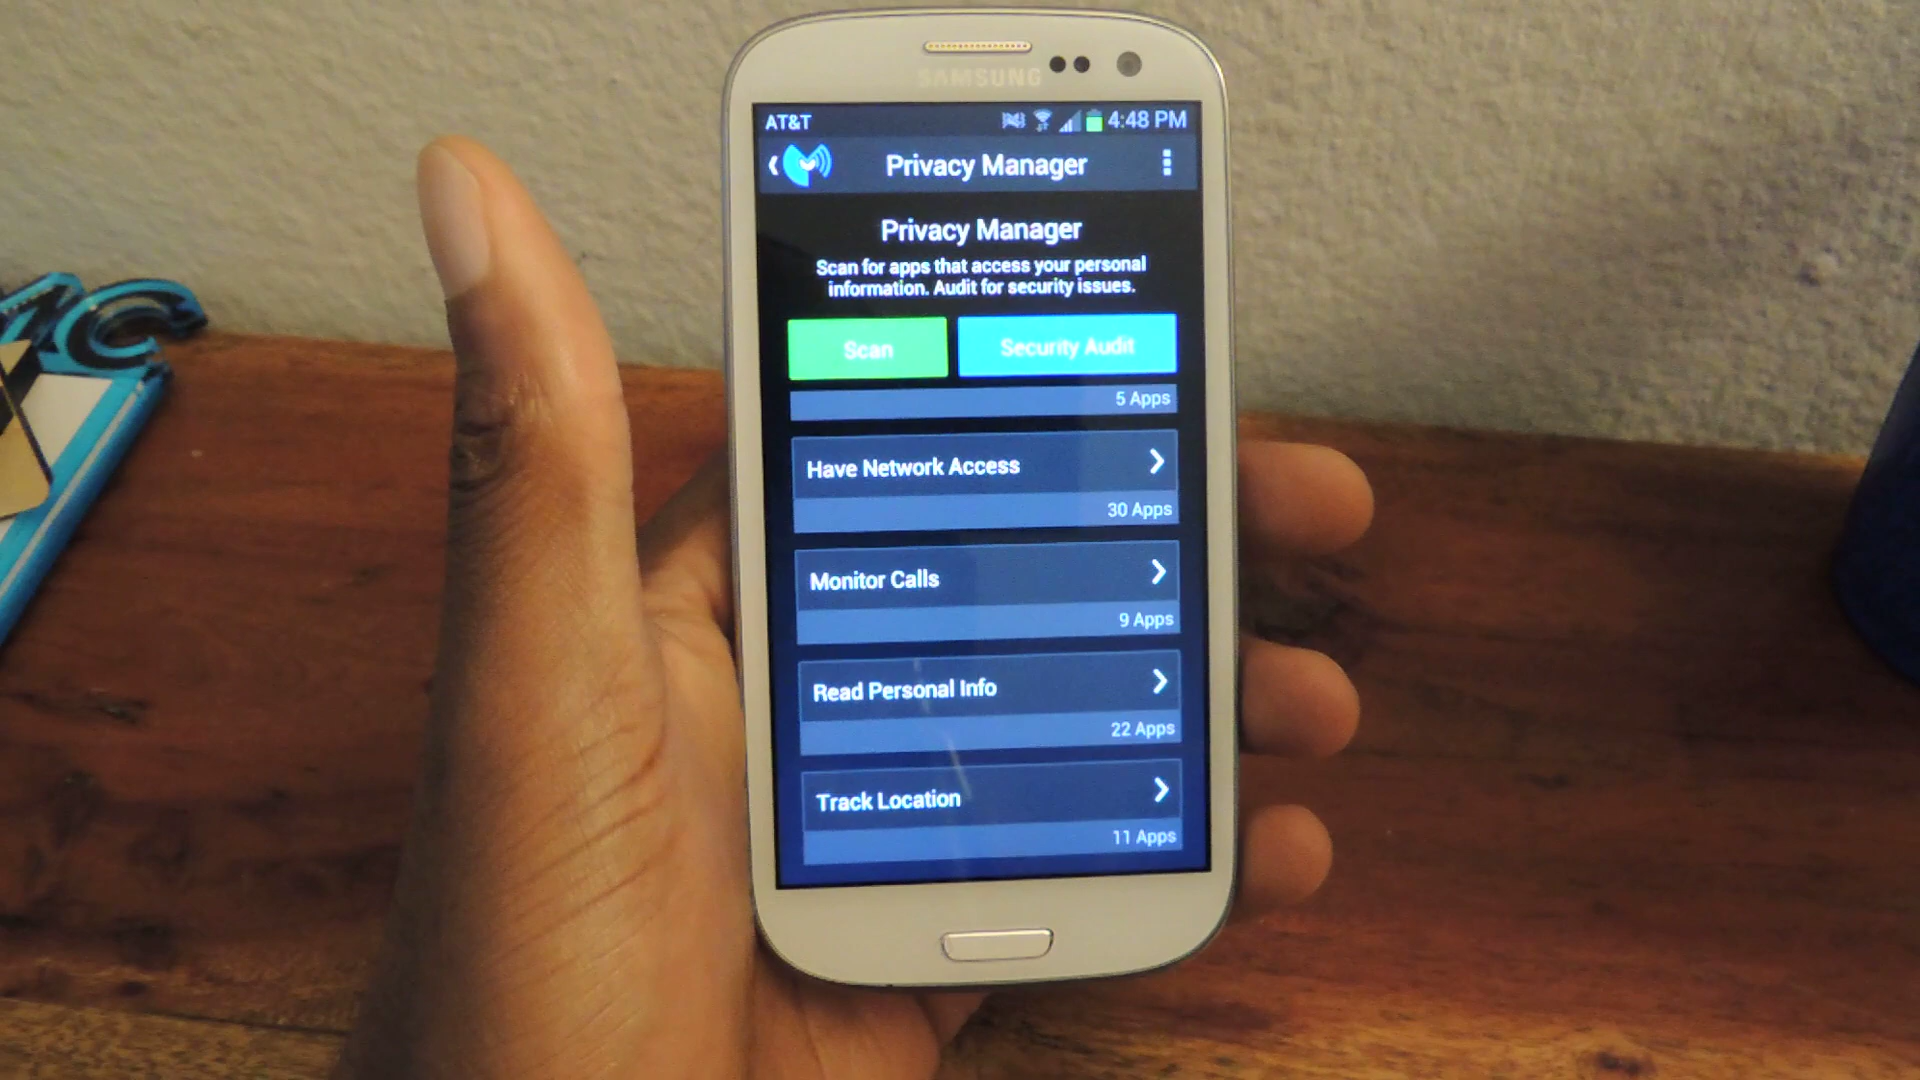 SAMSUNG
AT&T 4:48 PM
Privacy Manager
Privacy Manager
Scan for apps that access your personal
information. Audit for security issues.
Scan Security Audit
5 Apps
Have Network Access
30 Apps
Monitor Calls
9 Apps
Read Personal Info
22 Apps
Track Location
11 Apps